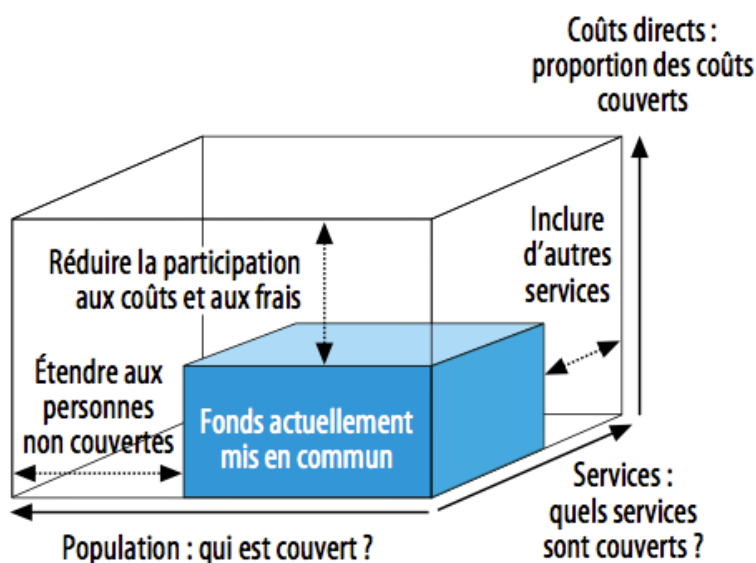 Coûts directs :
proportion des coûts
couverts
Inclure
d’autres
services
Réduire la participation
aux coûts et aux frais
Étendre aux
personnes
non couvertes
Fonds actuellement
mis en commun
Services :
quels services
sont couverts ?
Population : qui est couvert ?